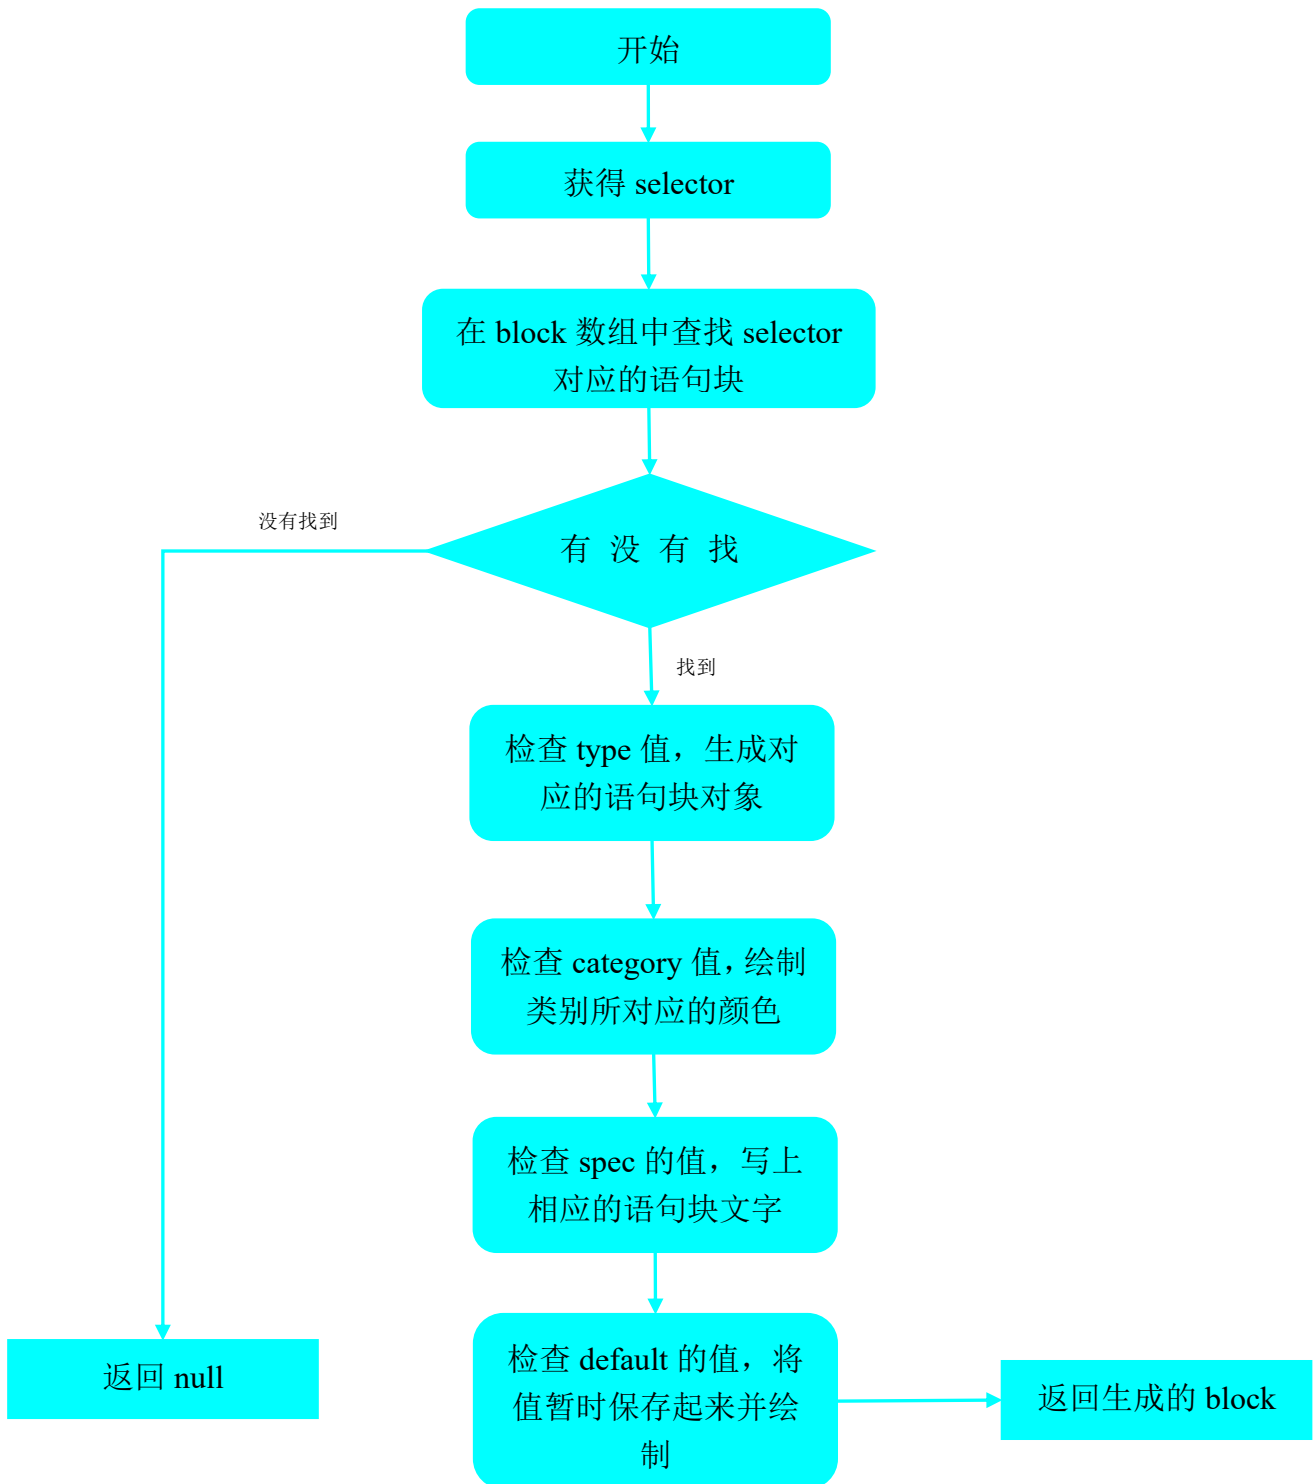 开始
获得 selector
在 block 数组中查找 selector
对应的语句块
没有找到
有 没 有 找
找到
检查 type 值，生成对
应的语句块对象
检查 category 值，绘制
类别所对应的颜色
检查 spec 的值，写上
相应的语句块文字
检查 default 的值，将
值暂时保存起来并绘
制
返回 null
返回生成的 block